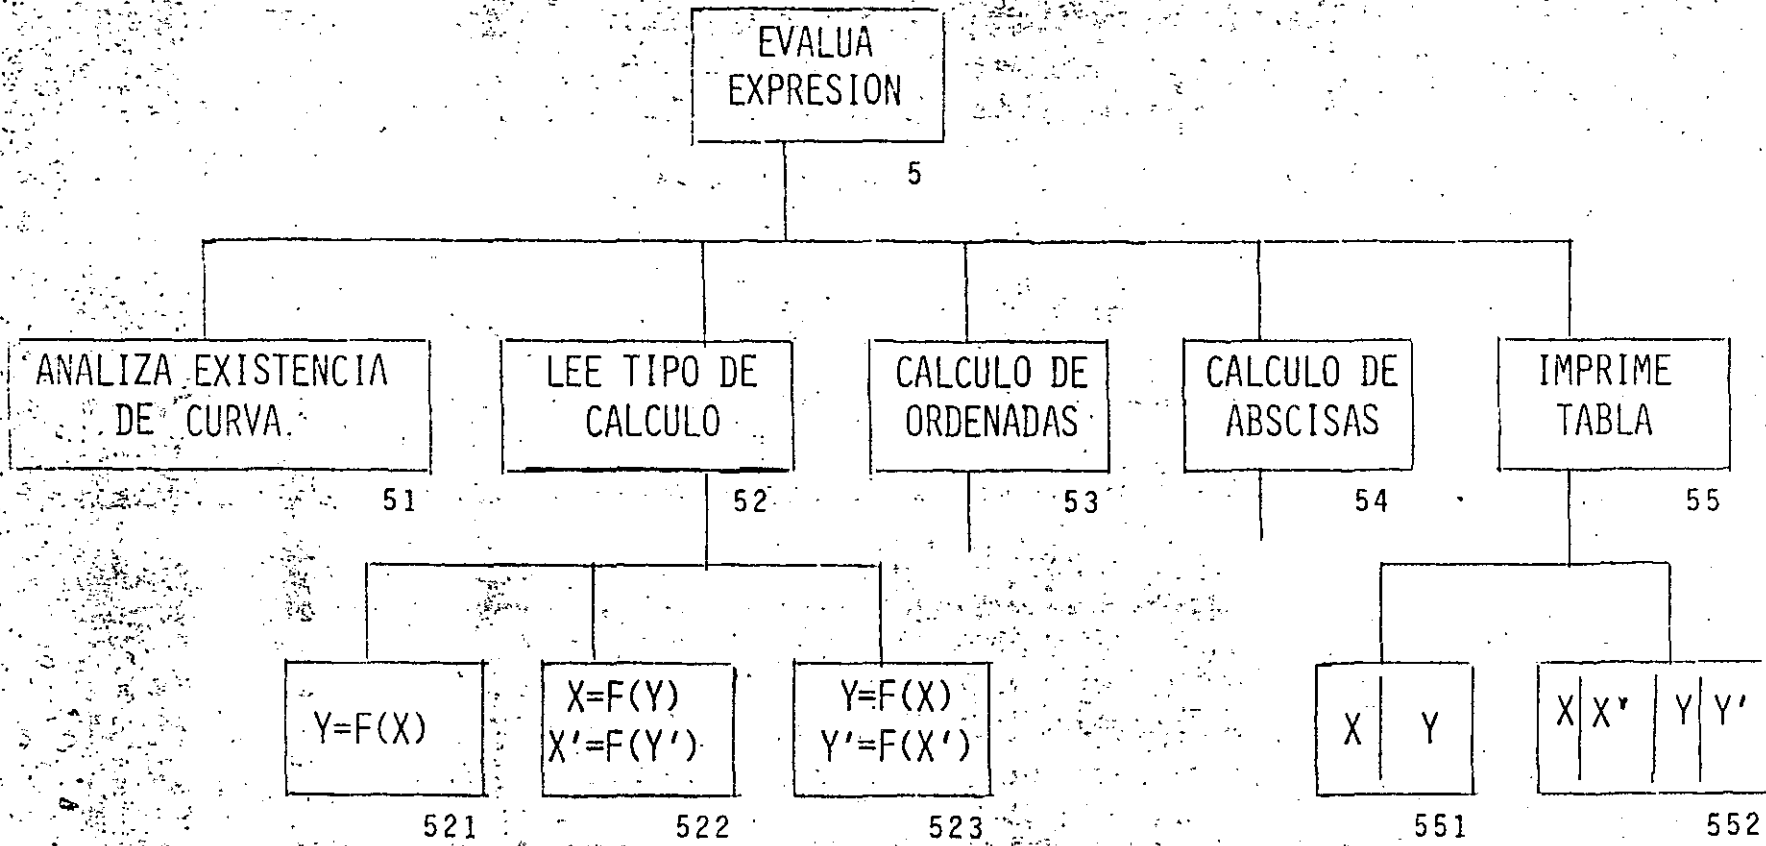 EVALUA
EXPRESION
5
ANALIZA EXISTENCIA
DE CURVA.
51
LEE TIPO DE
CALCULO
52
CALCULO DE
ORDENADAS
53
CALCULO DE
ABSCISAS
54
IMPRIME
TABLA
55
Y=F(X)
521
X=F(Y)
X'=F(Y')
522
Y=F(X)
Y'=F(X')
523
X Y
551
X X' Y Y'
552